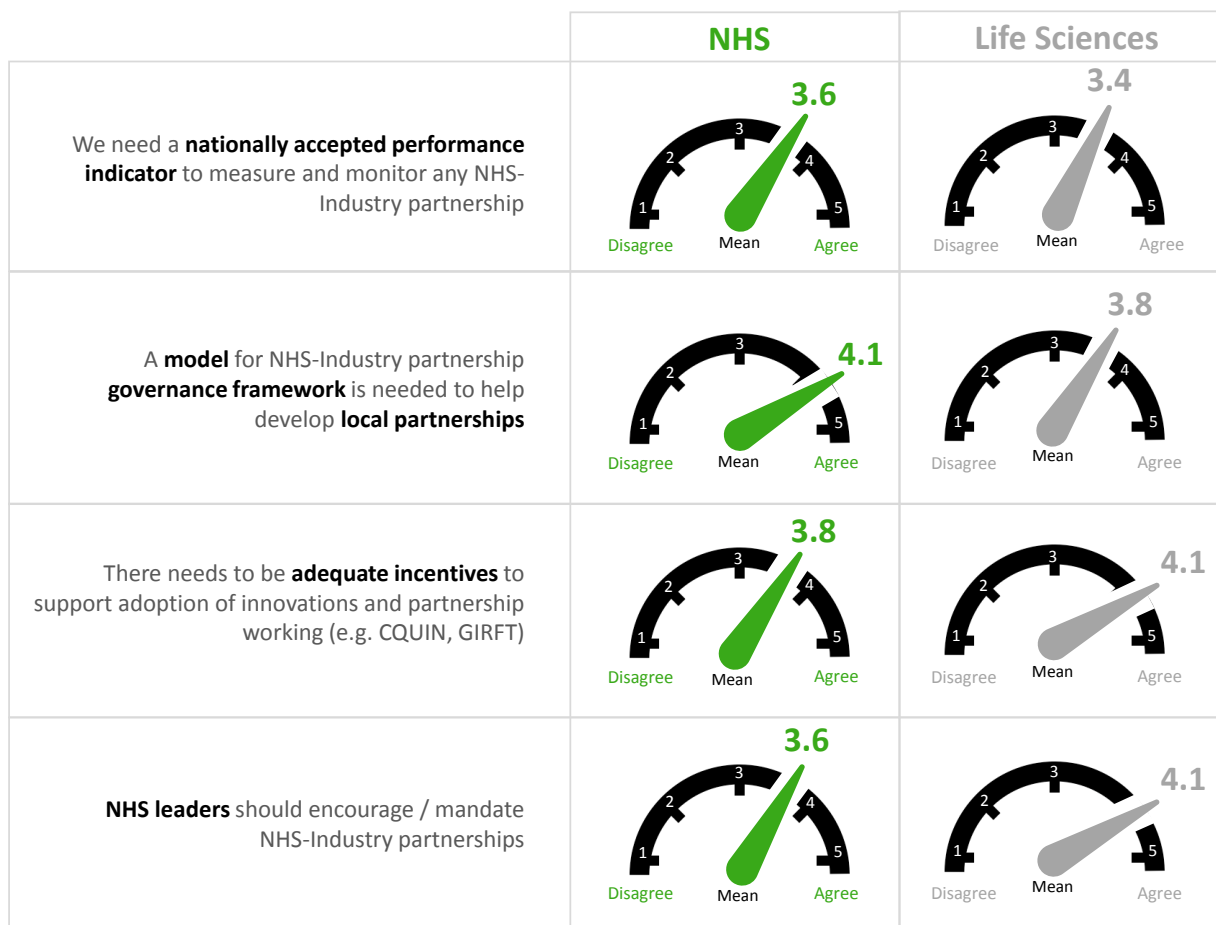 NHS
Life Sciences
We need a nationally accepted performance
indicator to measure and monitor any NHS-
Industry partnership
3.6
1
2
3
4
5
Disagree
Mean
Agree
3.4
1
2
3
4
5
Disagree
Mean
Agree
A model for NHS-Industry partnership
governance framework is needed to help
develop local partnerships
4.1
1
2
3
5
Disagree
Mean
Agree
3.8
1
2
3
4
5
Disagree
Mean
Agree
There needs to be adequate incentives to
support adoption of innovations and partnership
working (e.g. CQUIN, GIRFT)
3.8
1
2
3
4
5
Disagree
Mean
Agree
4.1
1
2
3
5
Disagree
Mean
Agree
NHS leaders should encourage / mandate
NHS-Industry partnerships
3.6
1
2
3
4
5
Disagree
Mean
Agree
4.1
1
2
3
5
Disagree
Mean
Agree